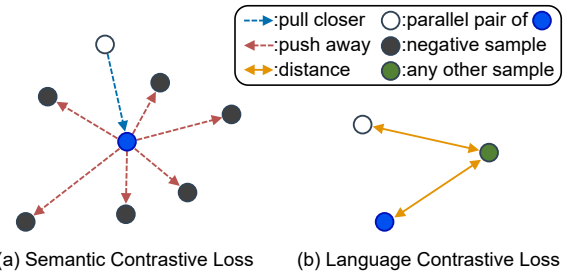 :pull closer :parallel pair of
:push away :negative sample
:distance :any other sample
(a) Semantic Contrastive Loss (b) Language Contrastive Loss